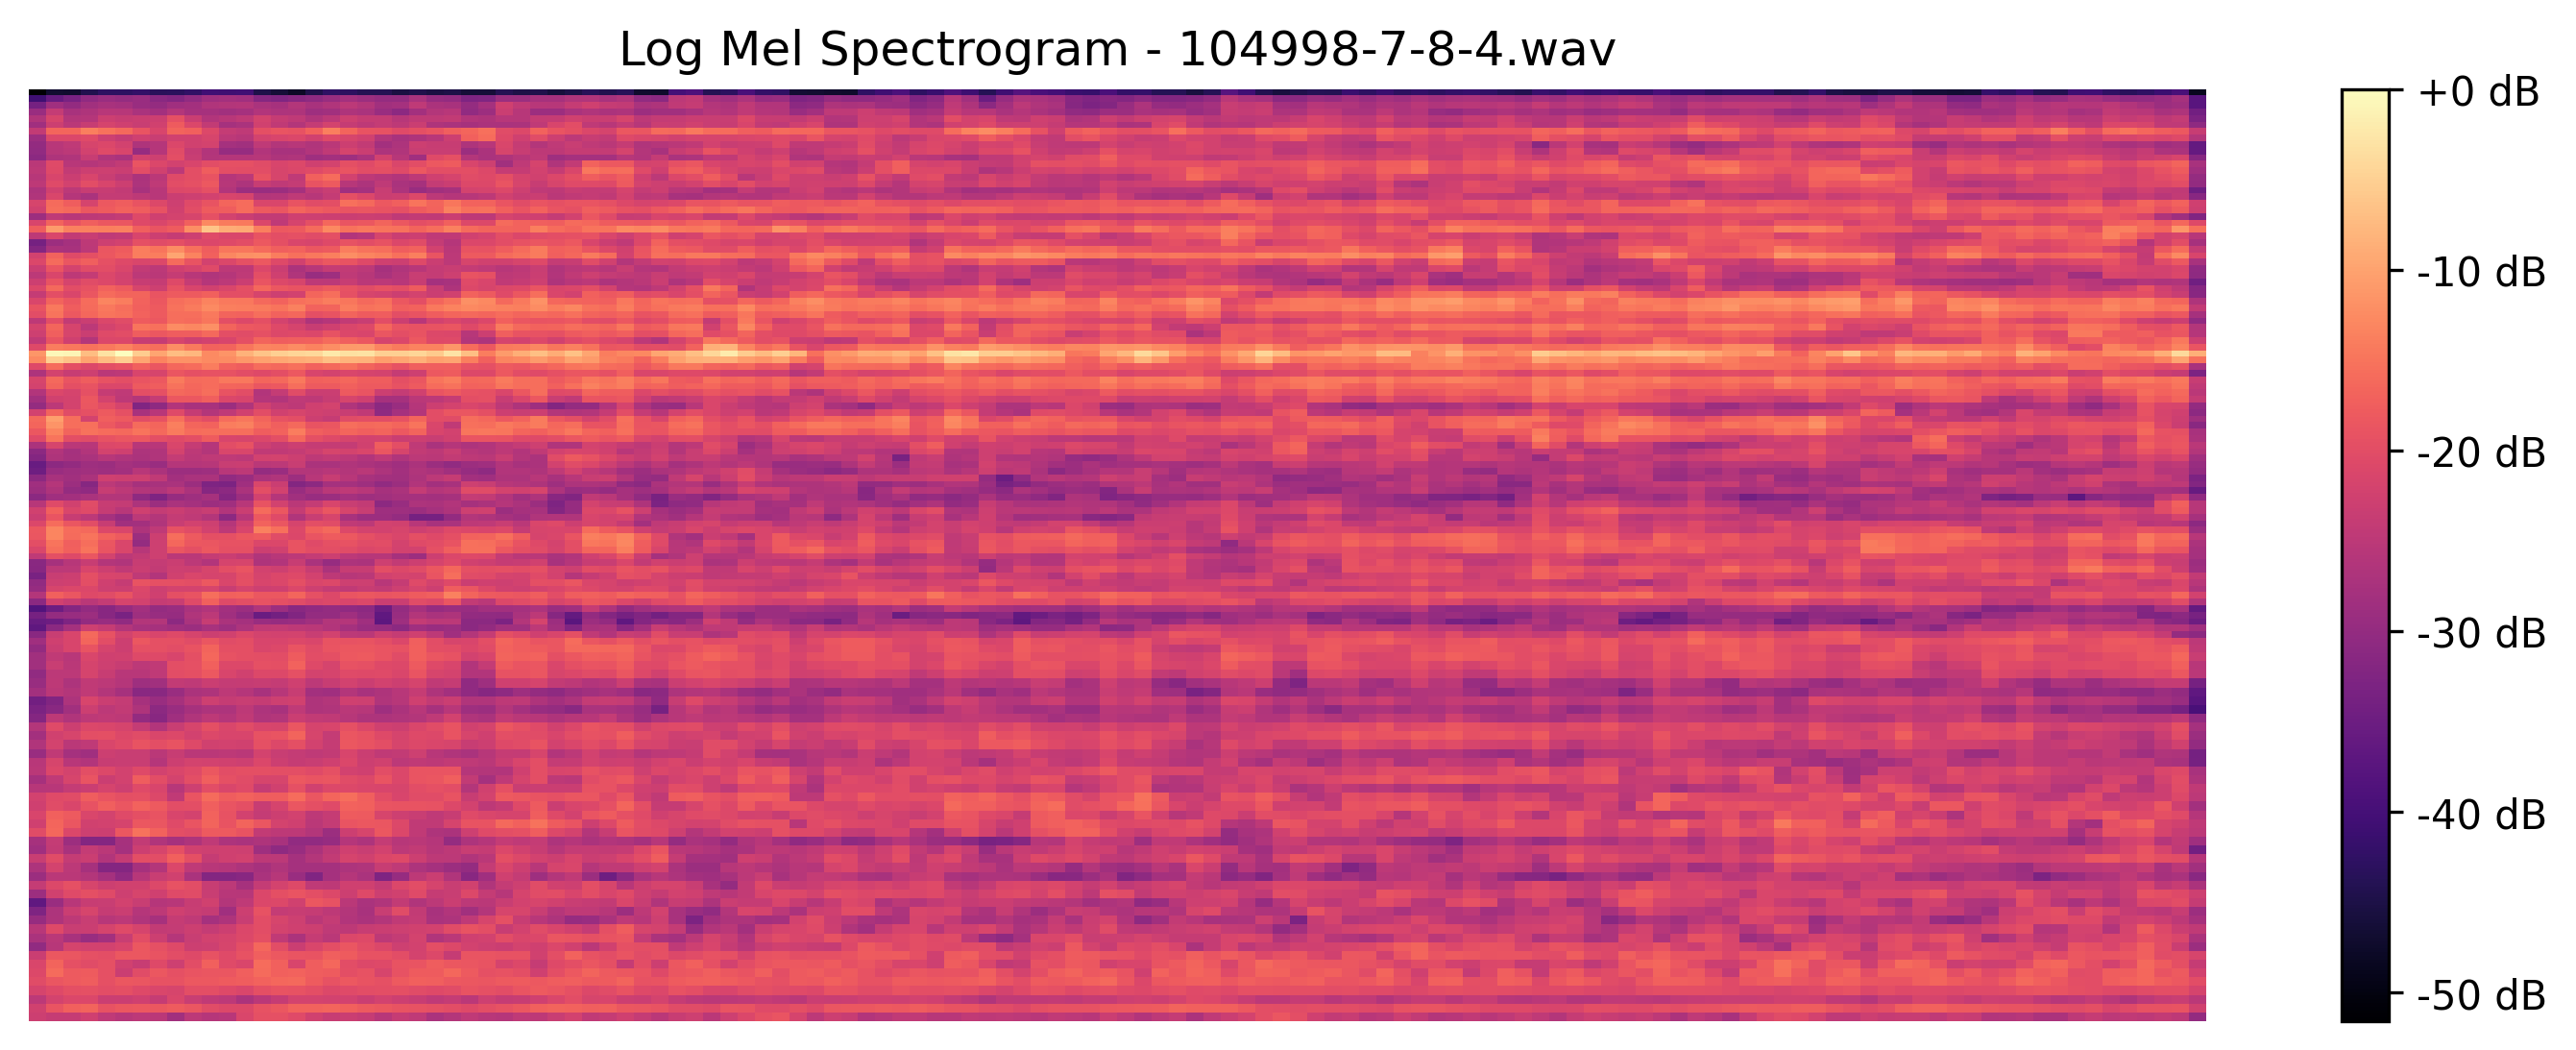 Log Mel Spectrogram - 104998-7-8-4.wav
+0 dB
-10 dB
-20 dB
-30 dB
-40 dB
-50 dB